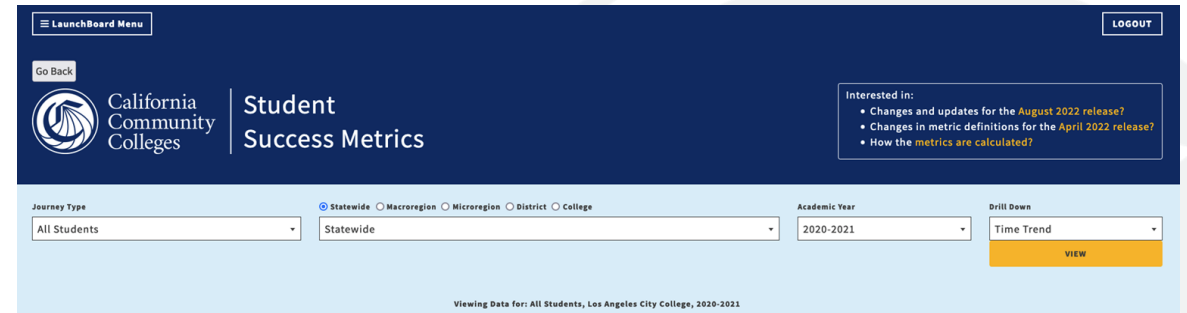 ≡ LaunchBoard Menu
LOGOUT
Go Back
California
Community
Colleges
Student
Success Metrics
Interested in:
• Changes and updates for the August 2022 release?
• Changes in metric definitions for the April 2022 release?
• How the metrics are calculated?
Journey Type
All Students
Statewide Macroregion Microregion District College
Statewide
Academic Year
2020-2021
Drill Down
Time Trend
VIEW
Viewing Data for: All Students, Los Angeles City College, 2020-2021